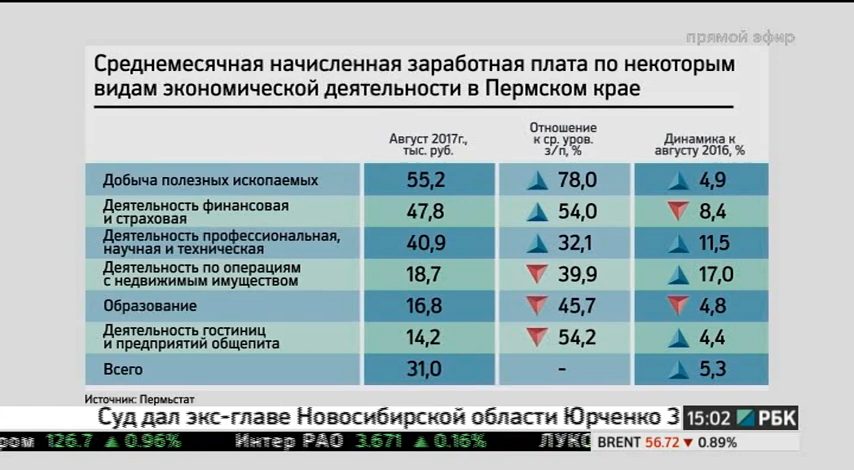 прямой эфир
Среднемесячная начисленная заработная плата по некоторым
видам экономической деятельности в Пермском крае
Август 2017г., тыс. руб. Отношение к ср. уров. з/п, % Динамика к августу 2016, %
Добыча полезных ископаемых 55,2 ▲ 78,0 ▲ 4,9
Деятельность финансовая и страховая 47,8 ▲ 54,0 ▼ 8,4
Деятельность профессиональная, научная и техническая 40,9 ▲ 32,1 ▲ 11,5
Деятельность по операциям с недвижимым имуществом 18,7 ▼ 39,9 ▲ 17,0
Образование 16,8 ▼ 45,7 ▼ 4,8
Деятельность гостиниц и предприятий общепита 14,2 ▼ 54,2 ▲ 4,4
Всего 31,0 - ▲ 5,3
Источник: Пермьстат
Суд дал экс-главе Новосибирской области Юрченко 3 15:02 РБК
ром 126.7 ▲ 0.96% Интер РАО 3.671 ▲ 0.16% ЛУКО BRENT 56.72 ▼ 0.89%